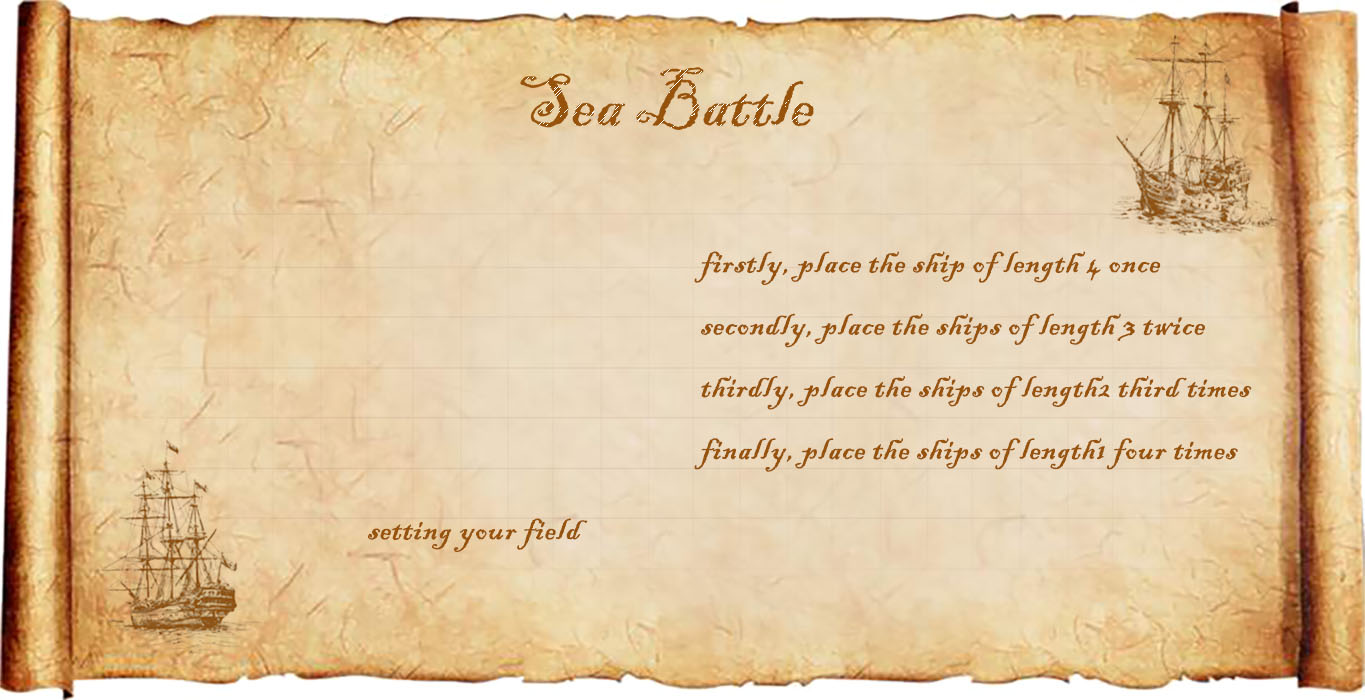 Sea Battle
firstly, place the ship of length 4 once
secondly, place the ships of length 3 twice
thirdly, place the ships of length2 third times
finally, place the ships of length1 four times
setting your field